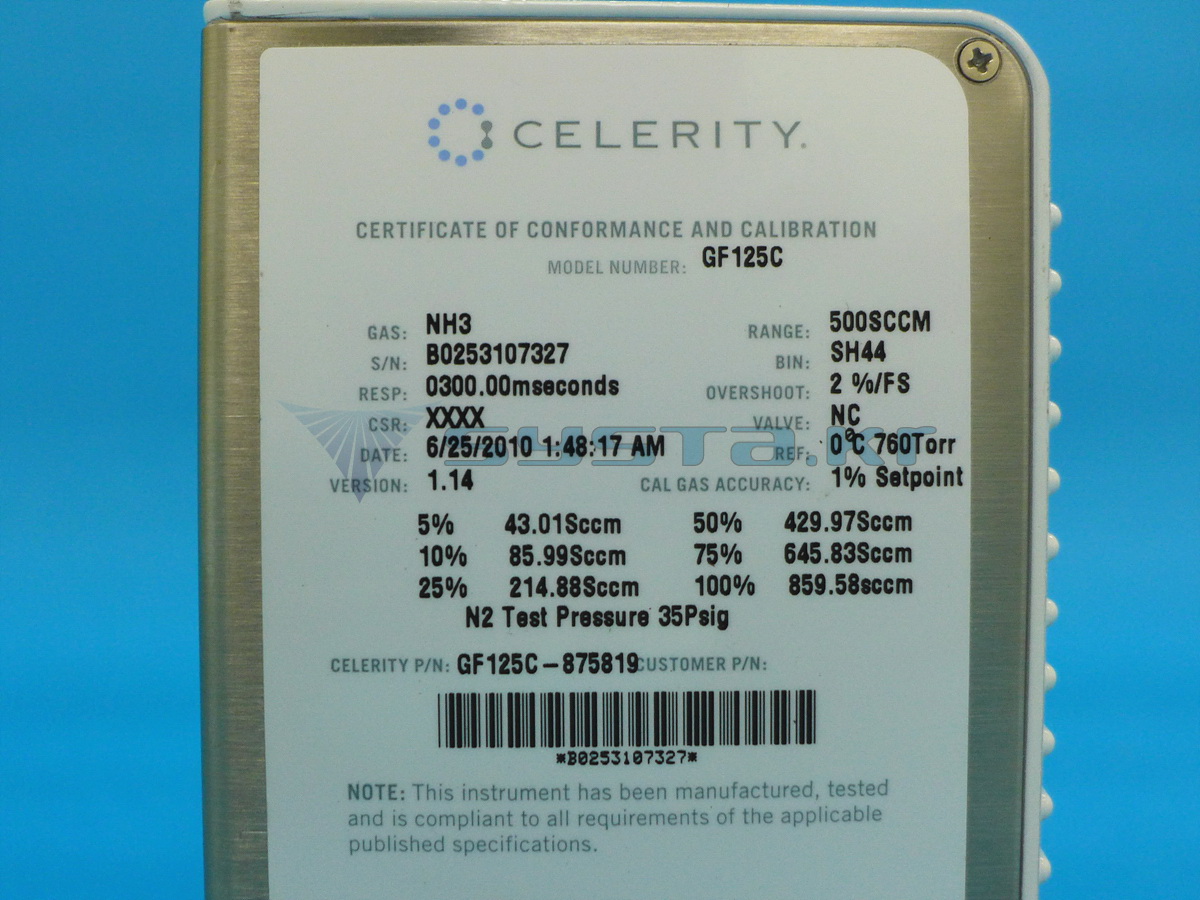 CELERITY.
CERTIFICATE OF CONFORMANCE AND CALIBRATION
MODEL NUMBER: GF125C
GAS: NH3 RANGE: 500SCCM
S/N: B0253107327 BIN: SH44
RESP: 0300.00mseconds OVERSHOOT: 2 %/FS
CSR: XXXX VALVE: NC
systa.kr
DATE: 6/25/2010 1:48:17 AM REF: 0°C 760Torr
VERSION: 1.14 CAL GAS ACCURACY: 1% Setpoint
5% 43.01Sccm 50% 429.97Sccm
10% 85.99Sccm 75% 645.83Sccm
25% 214.88Sccm 100% 859.58sccm
N2 Test Pressure 35Psig
CELERITY P/N: GF125C-875819 CUSTOMER P/N:
*B0253107327*
NOTE: This instrument has been manufactured, tested
and is compliant to all requirements of the applicable
published specifications.